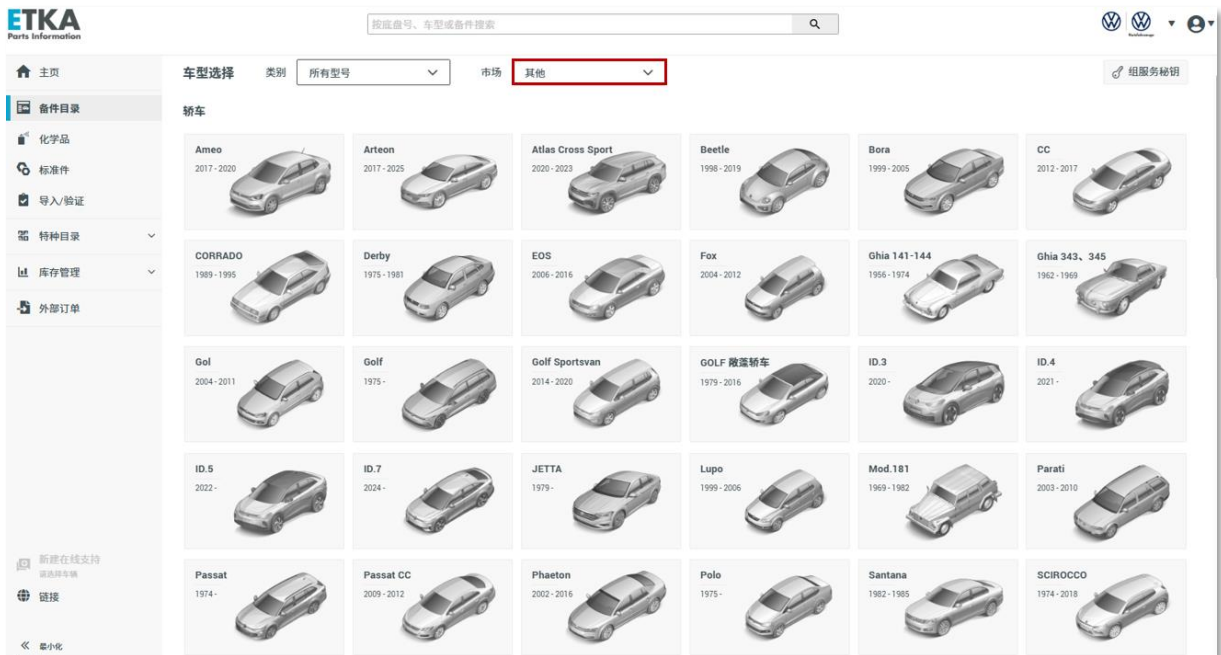 ETKA
Parts Information
按底盘号、车型或备件搜索
主页
备件目录
化学品
标准件
导入/验证
特种目录
库存管理
外部订单
新建在线支持
请选择车辆
链接
最小化
车型选择 类别 所有型号 市场 其他 组服务秘钥
轿车
Ameo Arteon Atlas Cross Sport Beetle Bora CC
2017 - 2020 2017 - 2025 2020 - 2023 1998 - 2019 1999 - 2005 2012 - 2017
CORRADO Derby EOS Fox Ghia 141-144 Ghia 343、345
1989 - 1995 1975 - 1981 2006 - 2016 2004 - 2012 1956 - 1974 1962 - 1969
Gol Golf Golf Sportsvan GOLF 敞篷轿车 ID.3 ID.4
2004 - 2011 1975 - 2014 - 2020 1979 - 2016 2020 - 2021 -
ID.5 ID.7 JETTA Lupo Mod.181 Parati
2022 - 2024 - 1979 - 1999 - 2006 1969 - 1982 2003 - 2010
Passat Passat CC Phaeton Polo Santana SCIROCCO
1974 - 2009 - 2012 2002 - 2016 1975 - 1982 - 1985 1974 - 2018